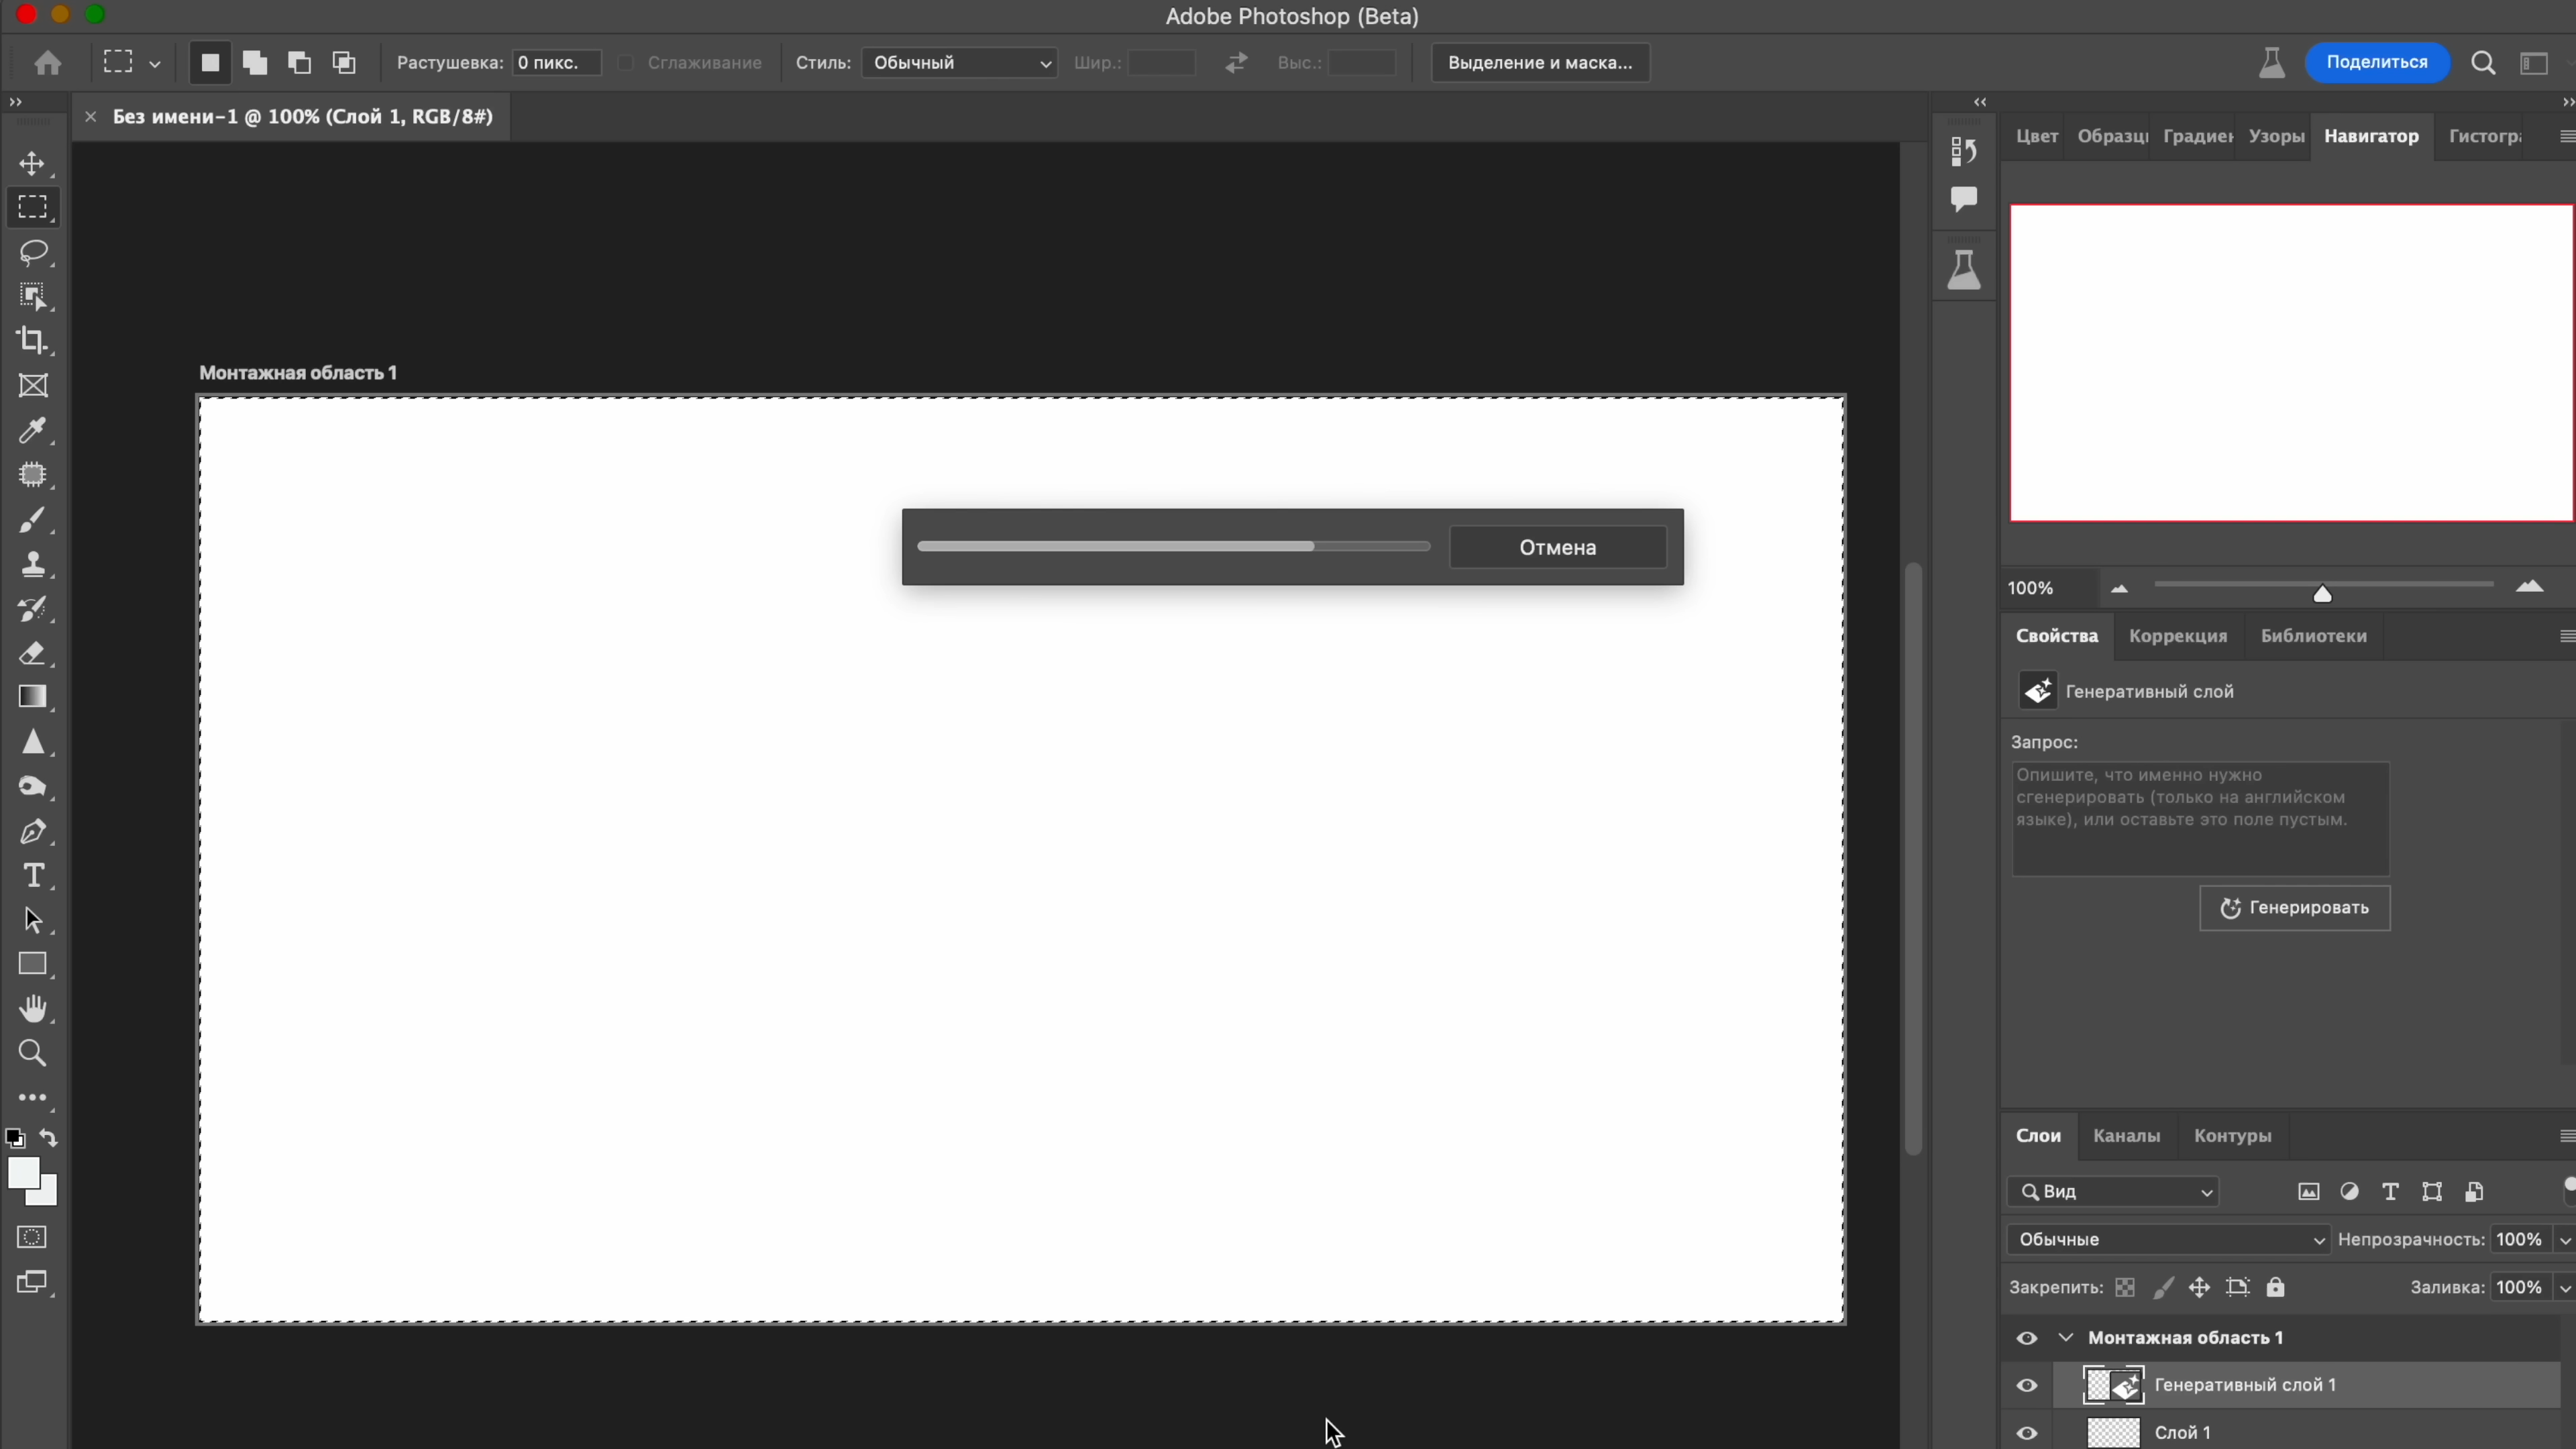 Adobe Photoshop (Beta)
Растушевка: 0 пикс. Сглаживание Стиль: Обычный Шир.: Выс.: Выделение и маска... Поделиться
Без имени-1 @ 100% (Слой 1, RGB/8#)
Цвет Образцы Градиен Узоры Навигатор Гистогра
Монтажная область 1
Отмена
100%
Свойства Коррекция Библиотеки
Генеративный слой
Запрос:
Опишите, что именно нужно
сгенерировать (только на английском
языке), или оставьте это поле пустым.
Генерировать
Слои Каналы Контуры
Вид
Обычные Непрозрачность: 100%
Закрепить: Заливка: 100%
Монтажная область 1
Генеративный слой 1
Слой 1